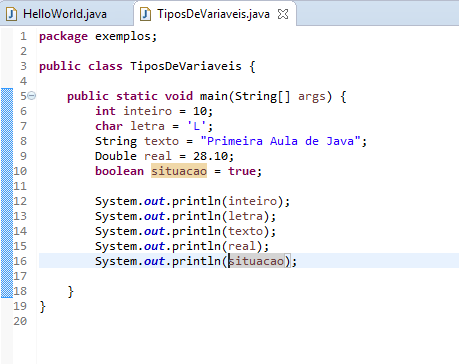 HelloWorld.java TiposDeVariaveis.java
1 package exemplos;
2
3 public class TiposDeVariaveis {
4
5 public static void main(String[] args) {
6 int inteiro = 10;
7 char letra = 'L';
8 String texto = "Primeira Aula de Java";
9 Double real = 28.10;
10 boolean situacao = true;
11
12 System.out.println(inteiro);
13 System.out.println(letra);
14 System.out.println(texto);
15 System.out.println(real);
16 System.out.println(situacao);
17
18 }
19 }
20